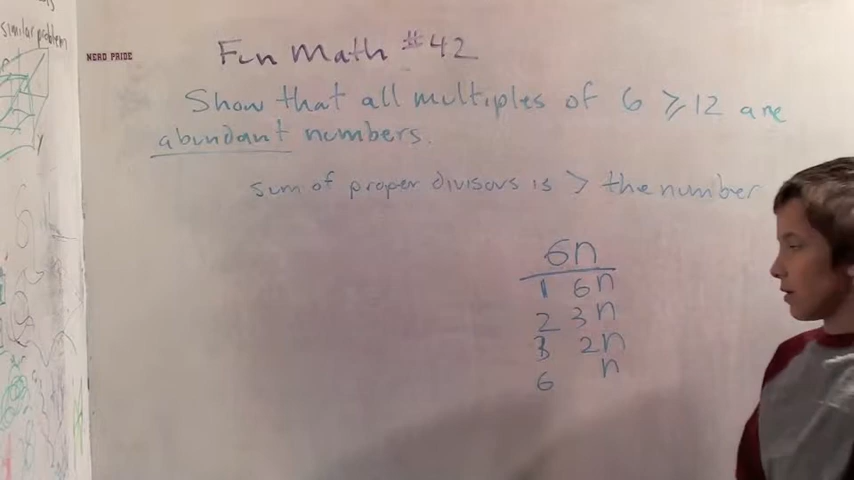 similar problem
NERD PRIDE
Fun Math #42
Show that all multiples of 6 ⩾ 12 are
abundant numbers.
sum of proper divisors is > the number
6n
1 6n
2 3n
3 2n
6 n